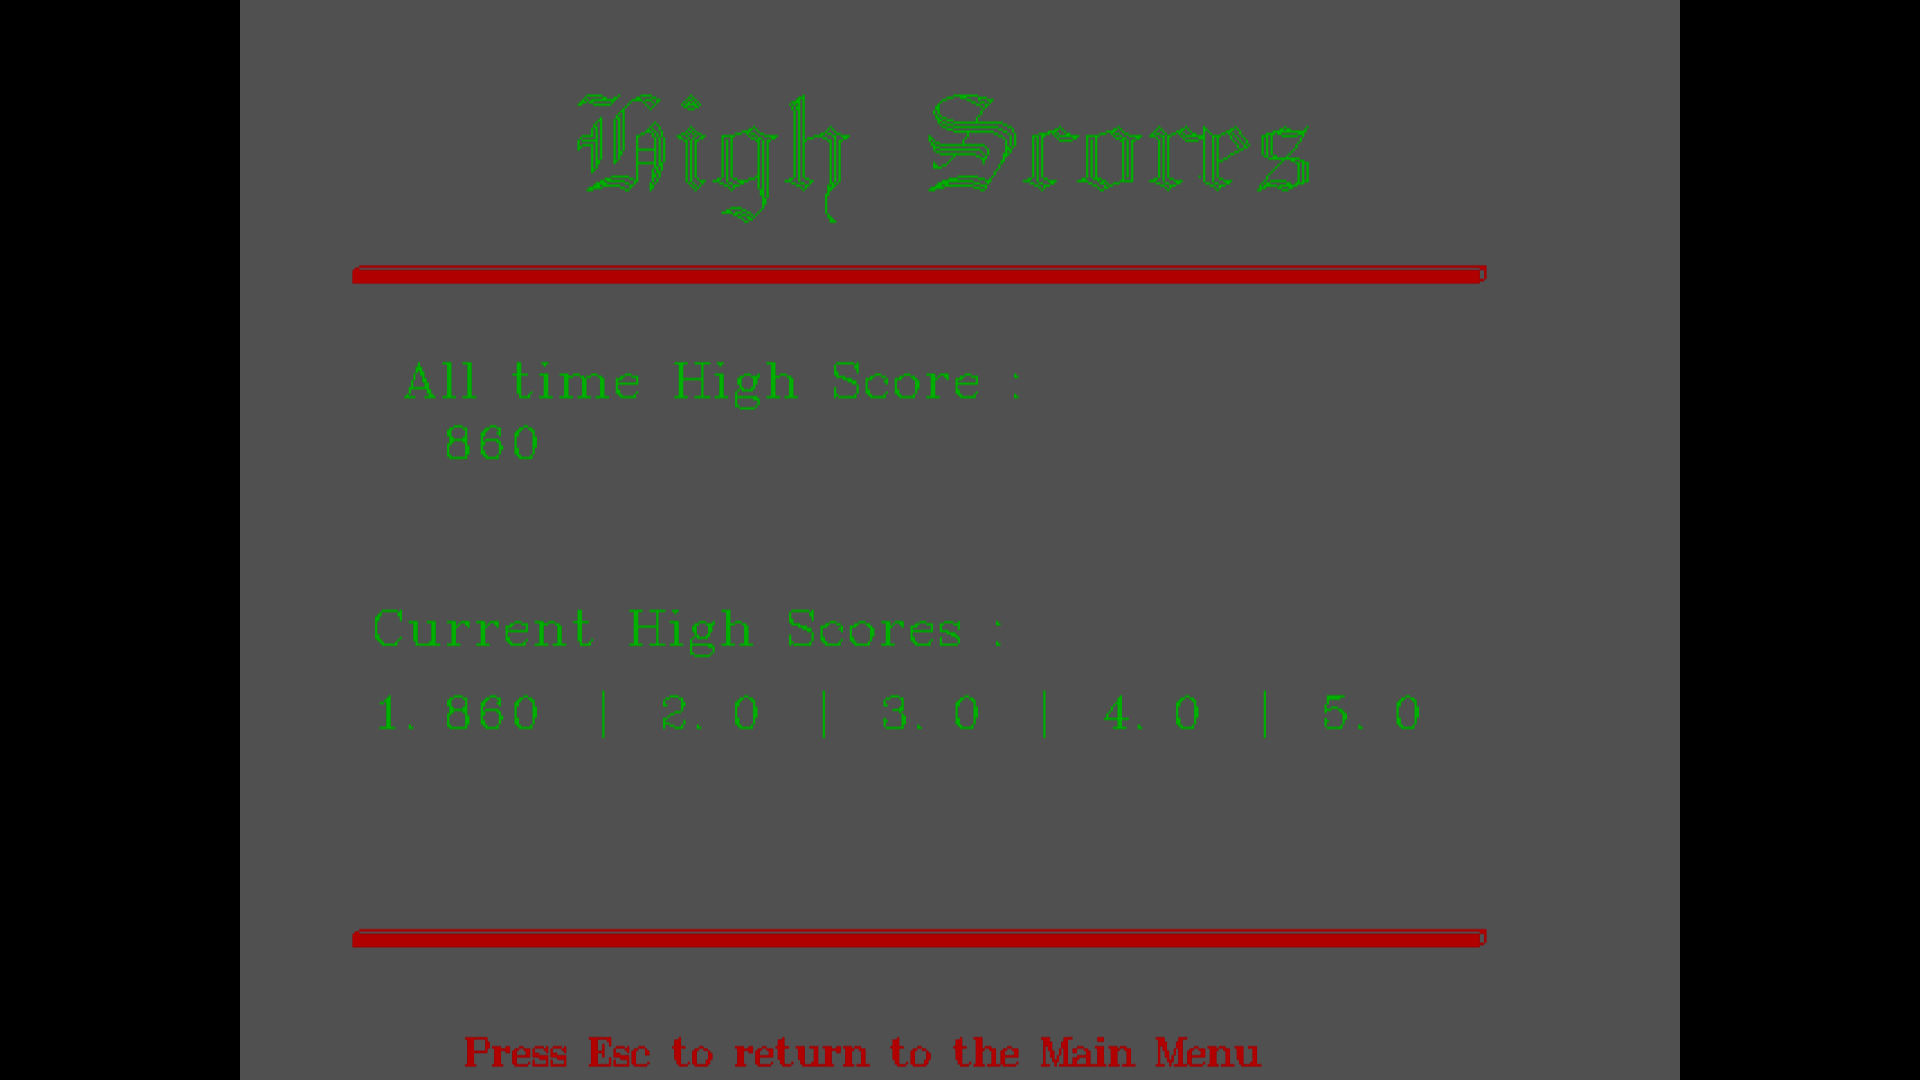 High Scores
All time High Score :
860
Current High Scores :
1. 860 | 2. 0 | 3. 0 | 4. 0 | 5. 0
Press Esc to return to the Main Menu